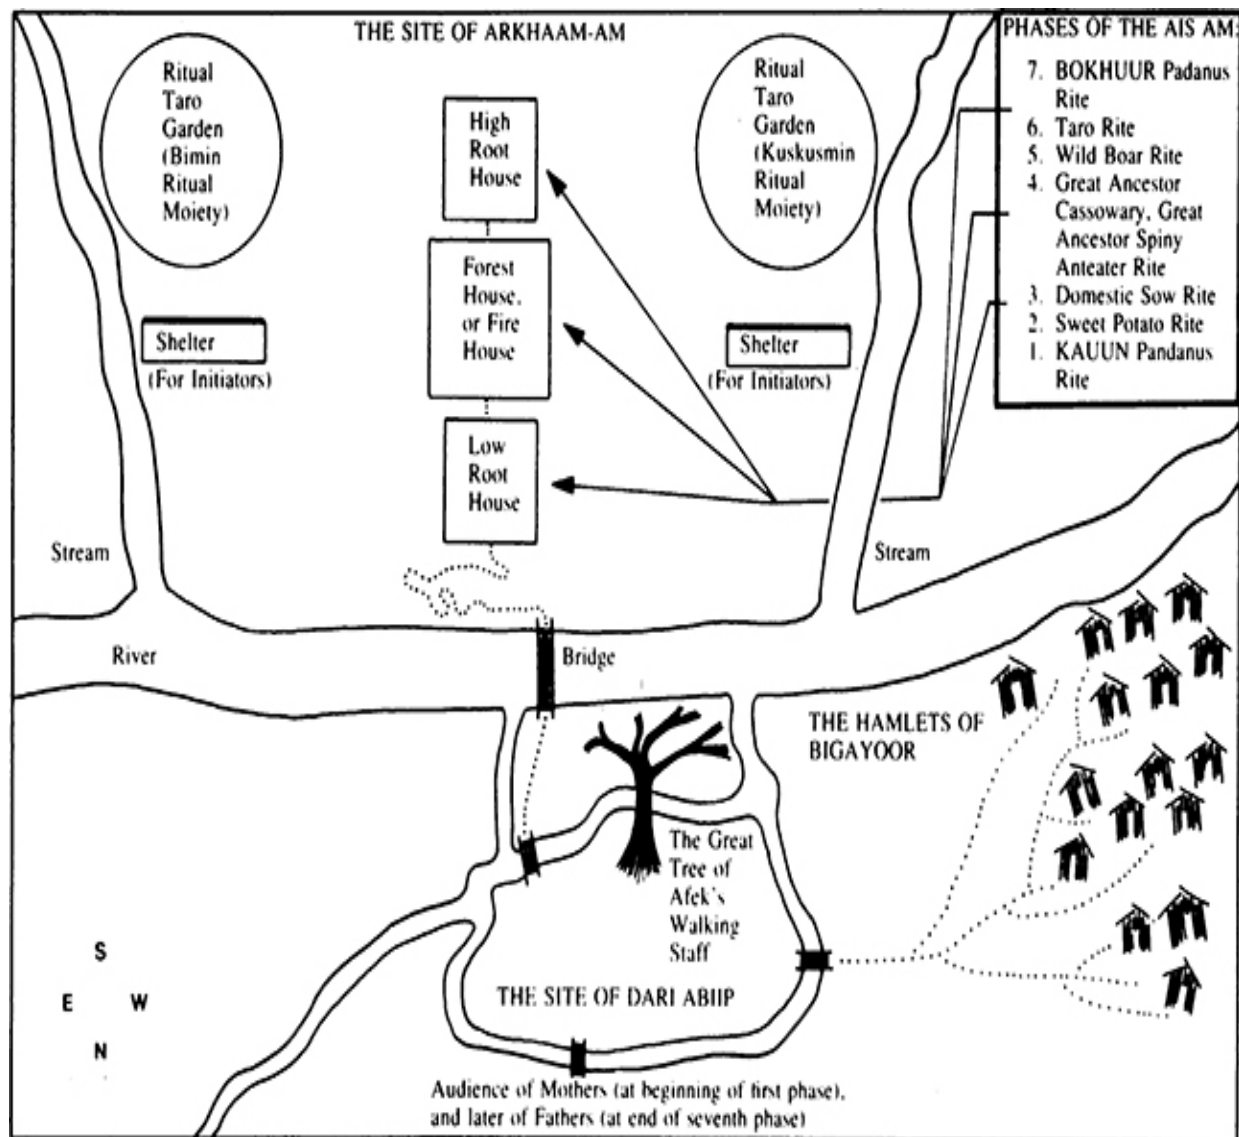 THE SITE OF ARKHAAM-AM
PHASES OF THE AIS AM:
7. BOKHUUR Padanus
Rite
6. Taro Rite
5. Wild Boar Rite
4. Great Ancestor
Cassowary, Great
Ancestor Spiny
Anteater Rite
3. Domestic Sow Rite
2. Sweet Potato Rite
1. KAUUN Pandanus
Rite
Ritual
Taro
Garden
(Bimin
Ritual
Moiety)
High
Root
House
Ritual
Taro
Garden
(Kuskusmin
Ritual
Moiety)
Forest
House,
or Fire
House
Shelter
(For Initiators)
Shelter
(For Initiators)
Low
Root
House
Stream
Stream
River
Bridge
THE HAMLETS OF
BIGAYOOR
The Great
Tree of
Afek's
Walking
Staff
S
E W
N
THE SITE OF DARI ABIIP
Audience of Mothers (at beginning of first phase),
and later of Fathers (at end of seventh phase)